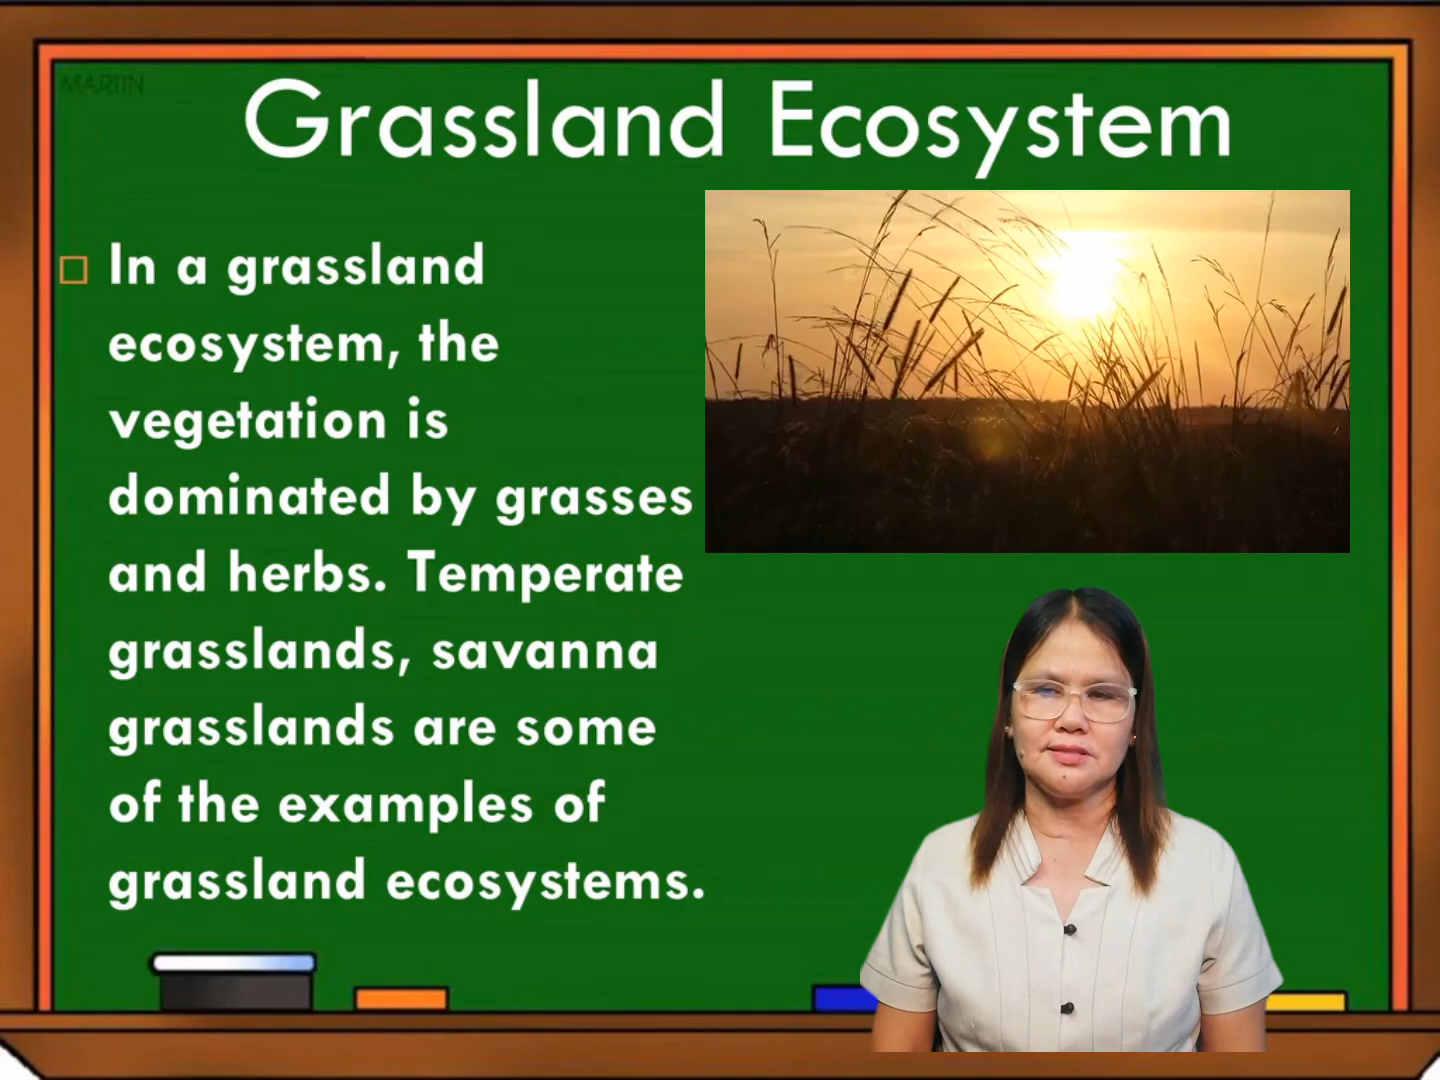 MARTIN
Grassland Ecosystem
In a grassland
ecosystem, the
vegetation is
dominated by grasses
and herbs. Temperate
grasslands, savanna
grasslands are some
of the examples of
grassland ecosystems.